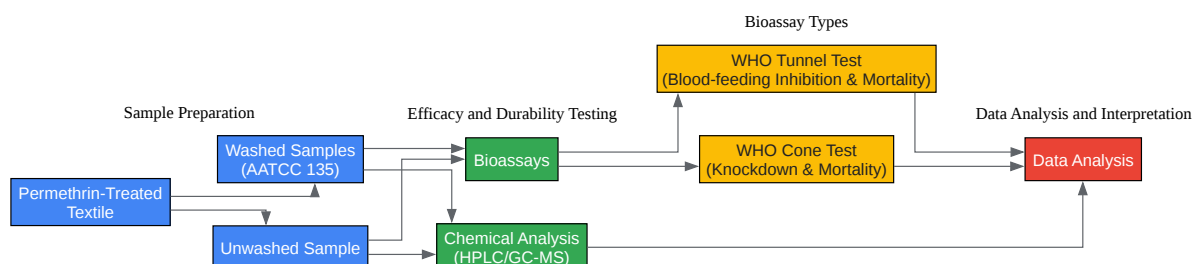 Bioassay Types
WHO Tunnel Test
(Blood-feeding Inhibition & Mortality)
Sample Preparation
Efficacy and Durability Testing
Data Analysis and Interpretation
Washed Samples
(AATCC 135)
Bioassays
WHO Cone Test
(Knockdown & Mortality)
Data Analysis
Permethrin-Treated
Textile
Unwashed Sample
Chemical Analysis
(HPLC/GC-MS)